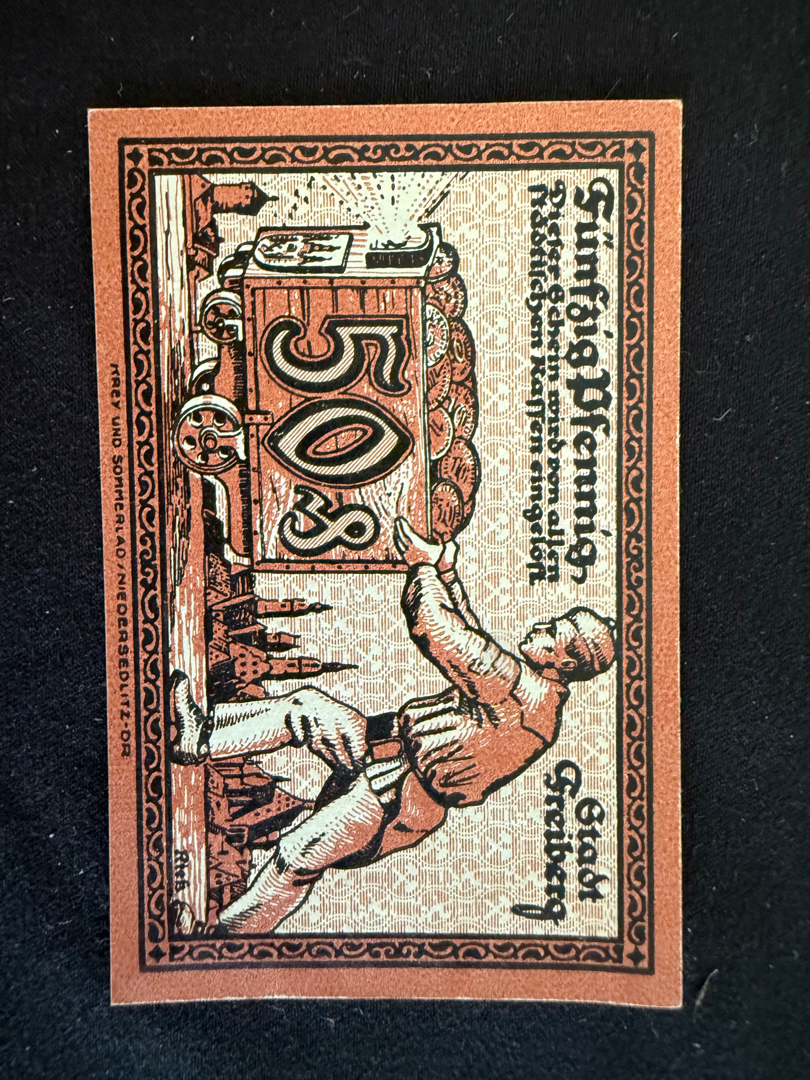 Fünfzig Pfennig,
Dieser Schein wird von allen
städtischen Kassen eingelöst
Stadt
Freiberg
50 ₰
KREY UND SOMMERLAD / NIEDERSEDLITZ-DR